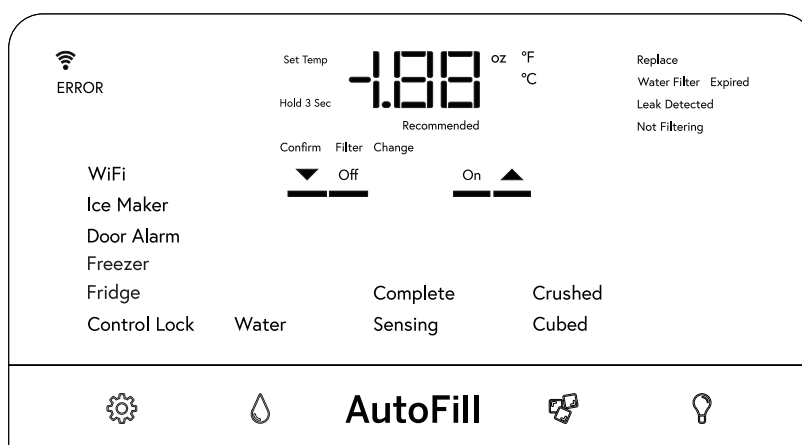 ERROR
Set Temp
Hold 3 Sec
-1.88 oz °F
°C
Recommended
Confirm Filter Change
Off On
Replace
Water Filter Expired
Leak Detected
Not Filtering
WiFi
Ice Maker
Door Alarm
Freezer
Fridge Complete Crushed
Control Lock Water Sensing Cubed
AutoFill